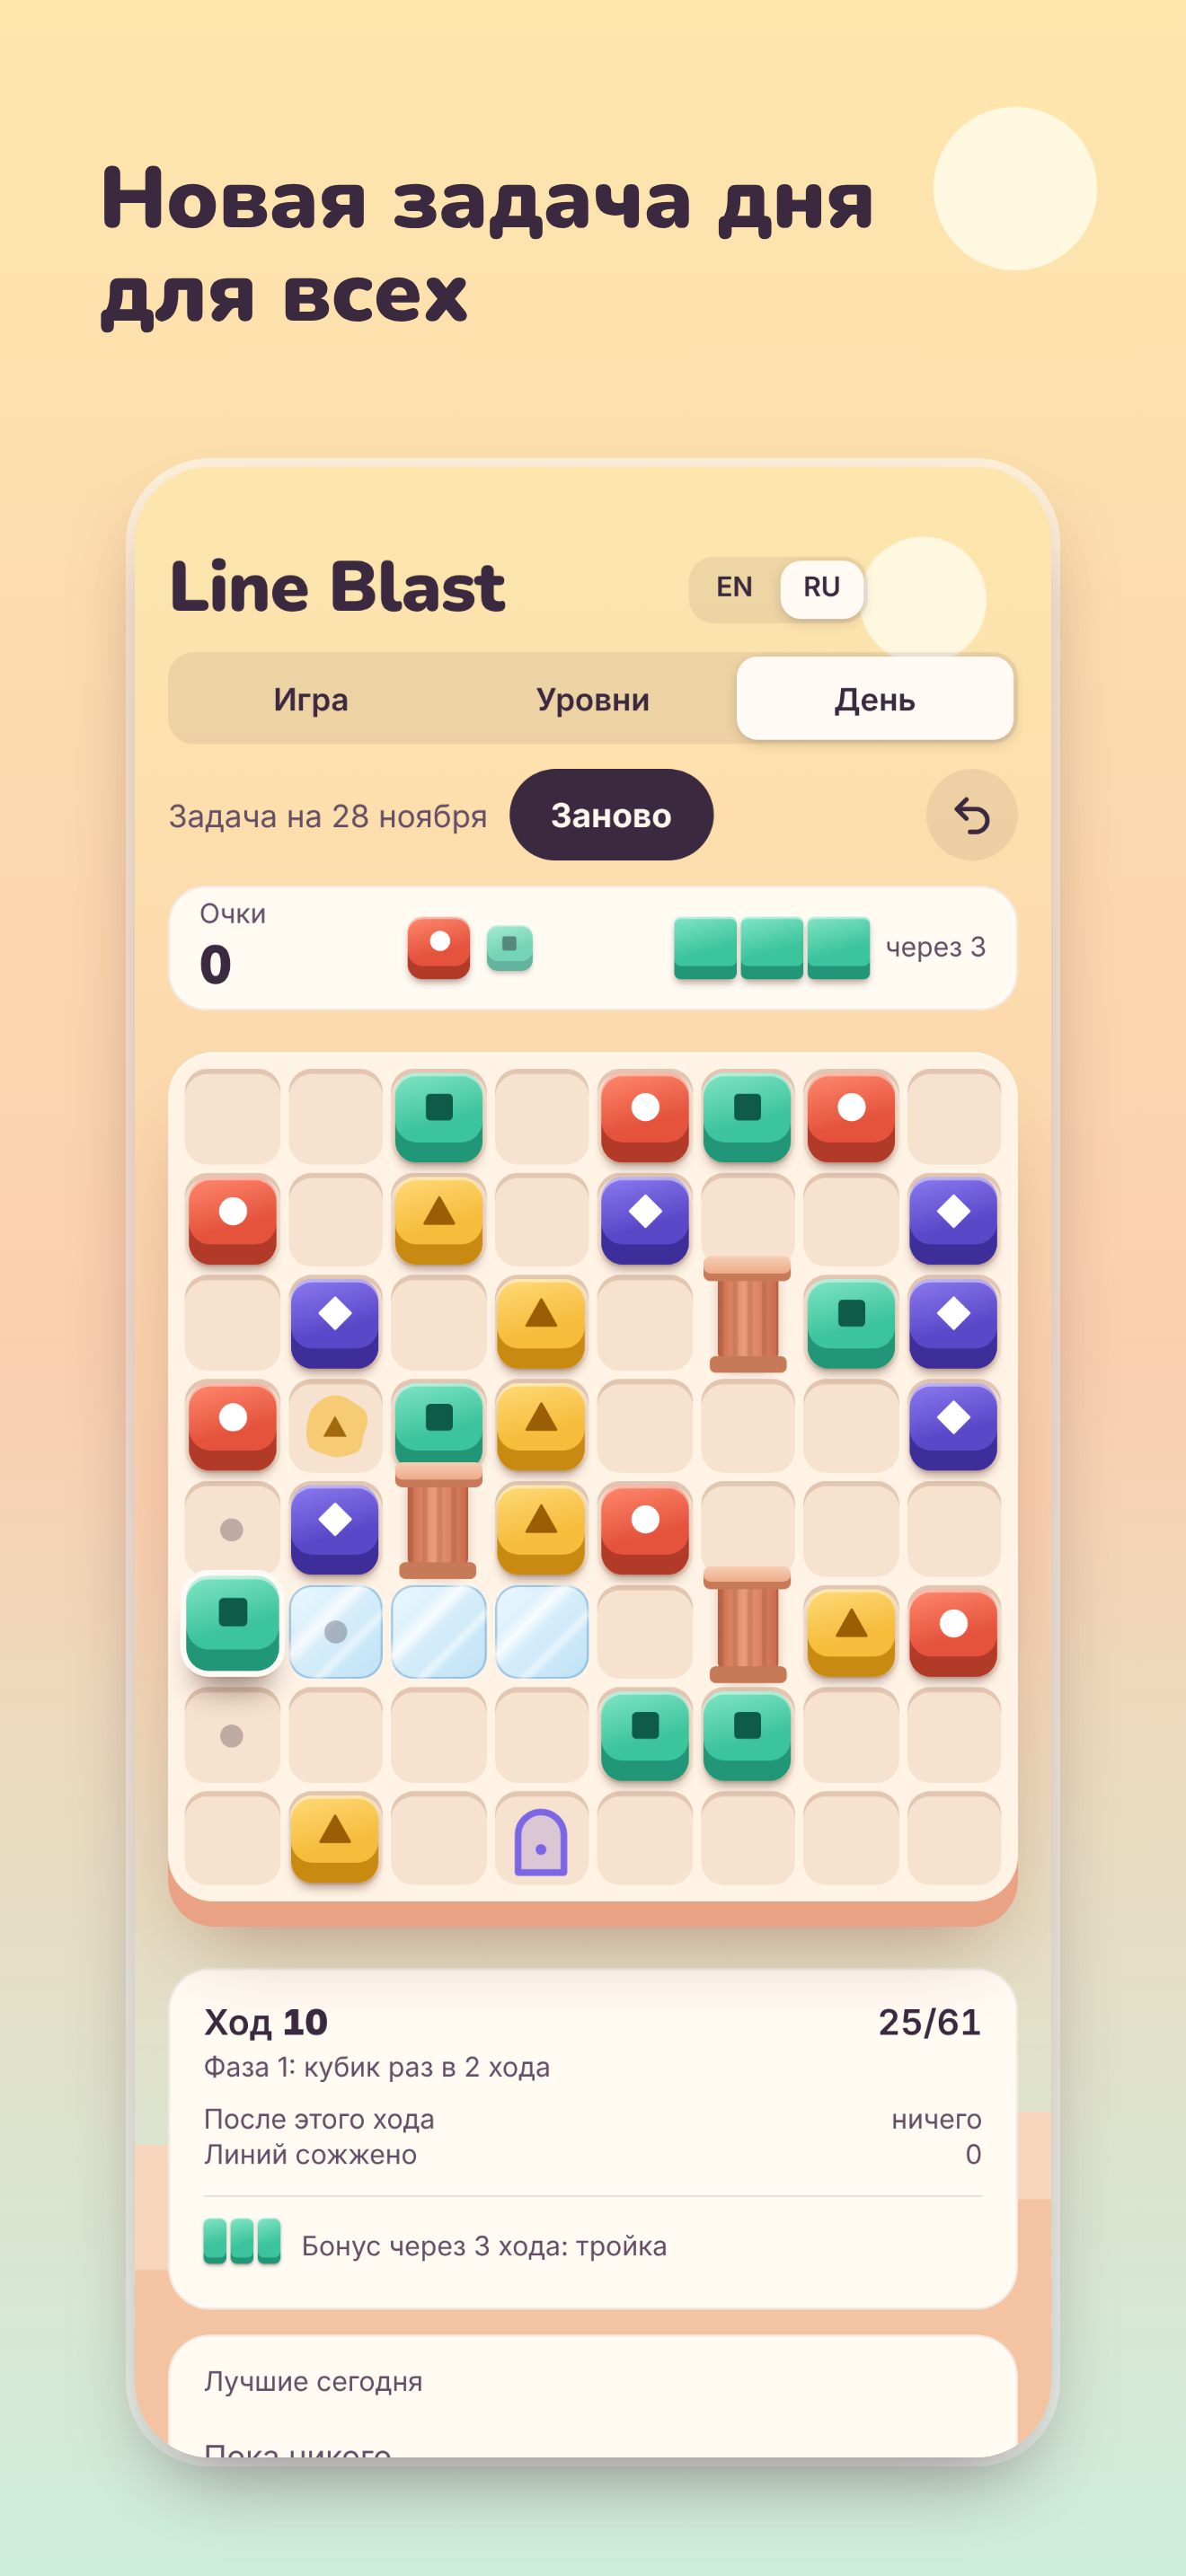 Новая задача дня
для всех
Line Blast
EN RU
Игра Уровни День
Задача на 28 ноября Заново
Очки
0
через 3
Ход 10 25/61
Фаза 1: кубик раз в 2 хода
После этого хода ничего
Линий сожжено 0
Бонус через 3 хода: тройка
Лучшие сегодня
Пока никого